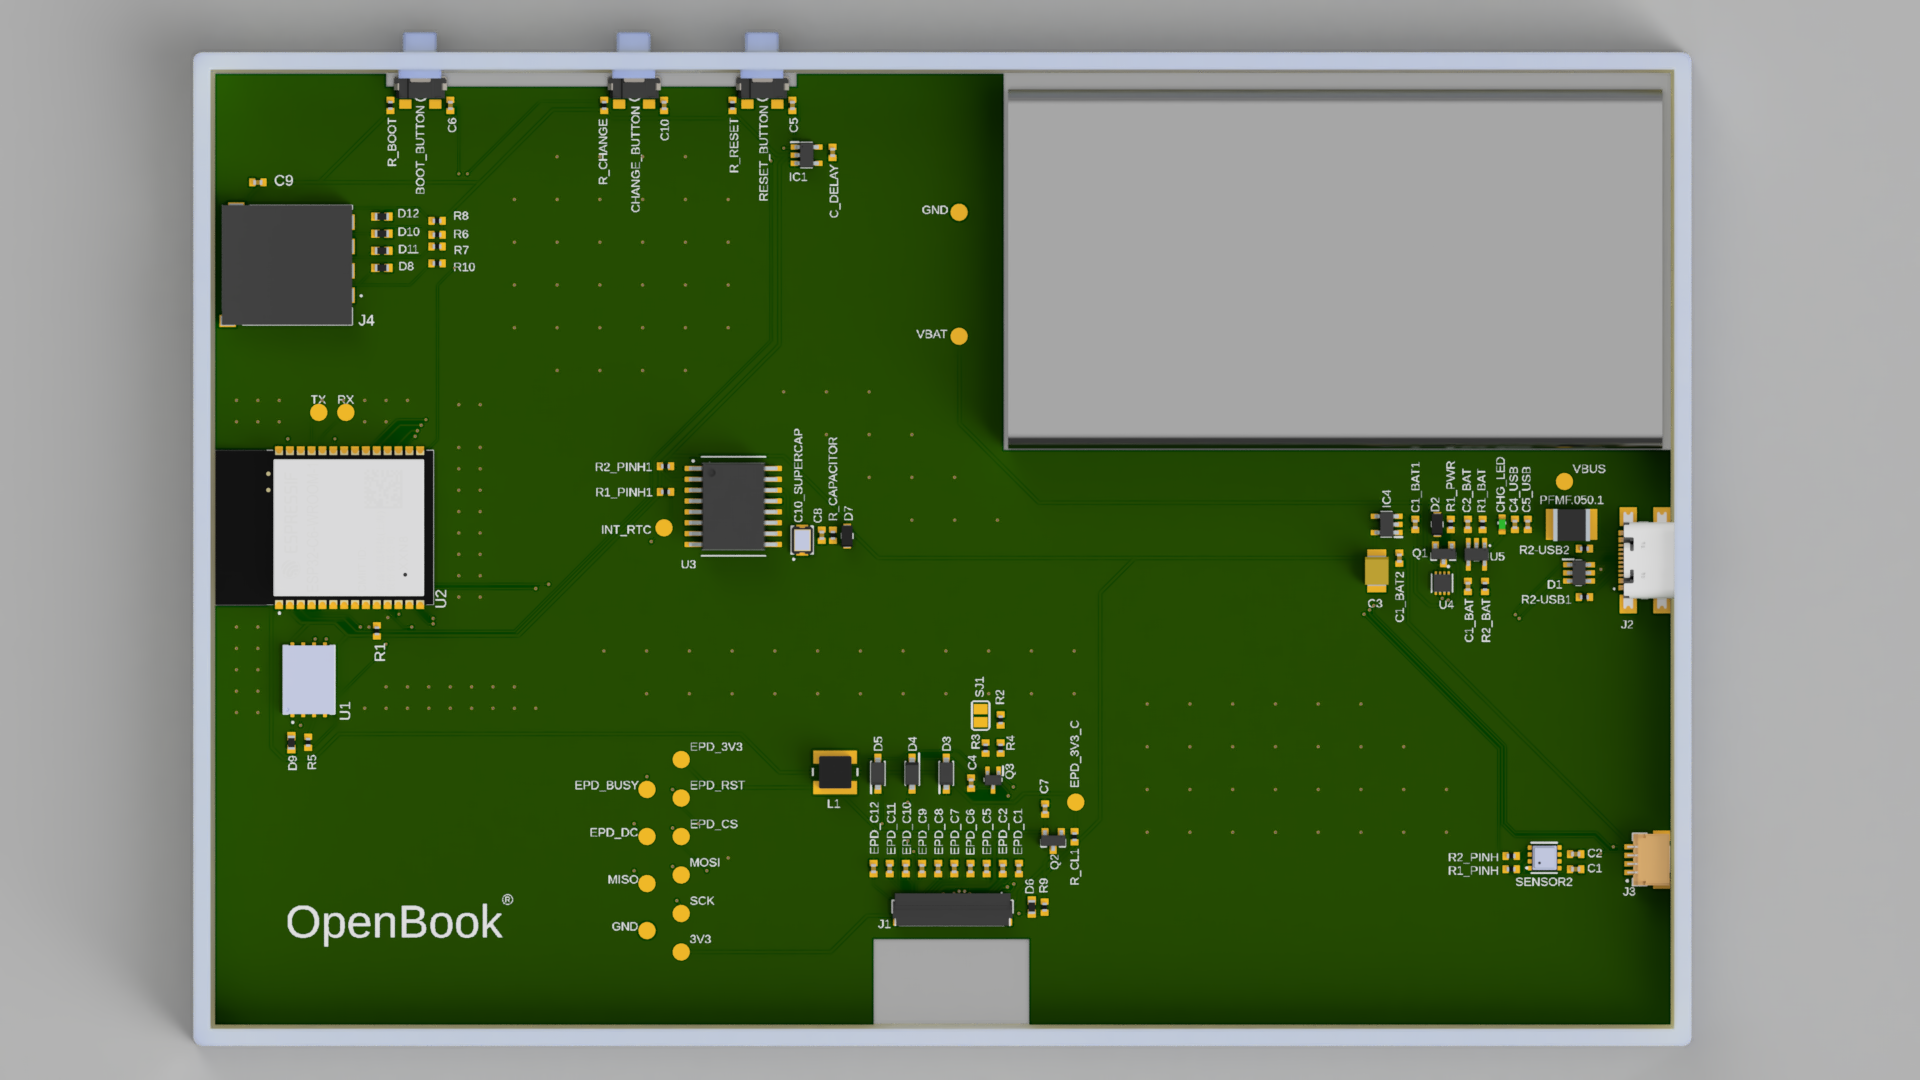 R_BOOT
BOOT_BUTTON (
C6
R_CHANGE
CHANGE_BUTTON (
C10
R_RESET
RESET_BUTTON (
C5
IC1
C_DELAY
C9
D12
D10
D11
D8
R8
R6
R7
R10
J4
GND
VBAT
TX
RX
U2
R1
U1
D9
R5
R2_PINH1
R1_PINH1
INT_RTC
U3
C10_SUPERCAP
C8
R_CAPACITOR
D7
IC4
C1_BAT1
D2
R1_PWR
C2_BAT
R1_BAT
CHG_LED
C4_USB
C5_USB
VBUS
PFMF.050.1
Q1
U5
R2-USB2
D1
R2-USB1
C3
C1_BAT2
U4
C1_BAT
R2_BAT
J2
SJ1
R2
R3
R4
EPD_3V3_C
EPD_3V3
EPD_BUSY
EPD_RST
EPD_DC
EPD_CS
MOSI
MISO
SCK
GND
3V3
L1
D5
D4
D3
C4
Q3
C7
EPD_C12
EPD_C11
EPD_C10
EPD_C9
EPD_C8
EPD_C7
EPD_C6
EPD_C5
EPD_C2
EPD_C1
Q2
R_CL1
D6
R9
J1
R2_PINH
R1_PINH
SENSOR2
C2
C1
J3
OpenBook®